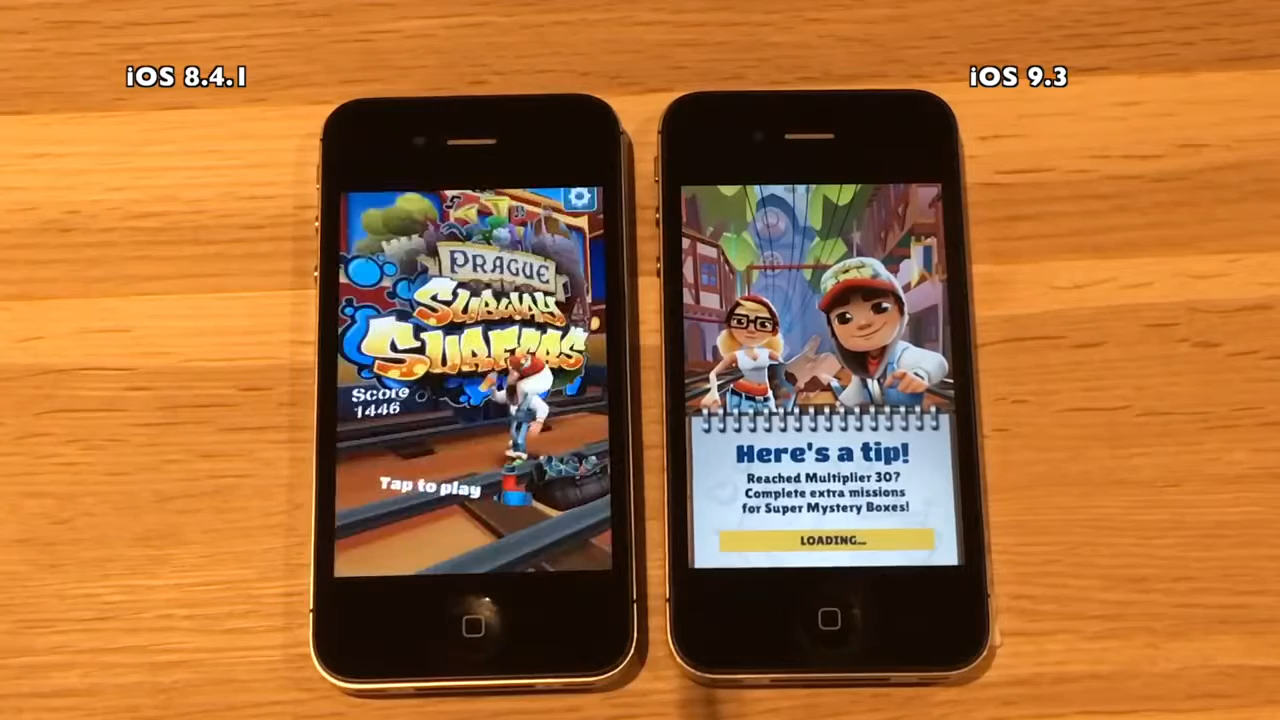 iOS 8.4.1
iOS 9.3
PRAGUE
SUBWAY
SURFERS
Score
1446
Tap to play
Here's a tip!
Reached Multiplier 30?
Complete extra missions
for Super Mystery Boxes!
LOADING...